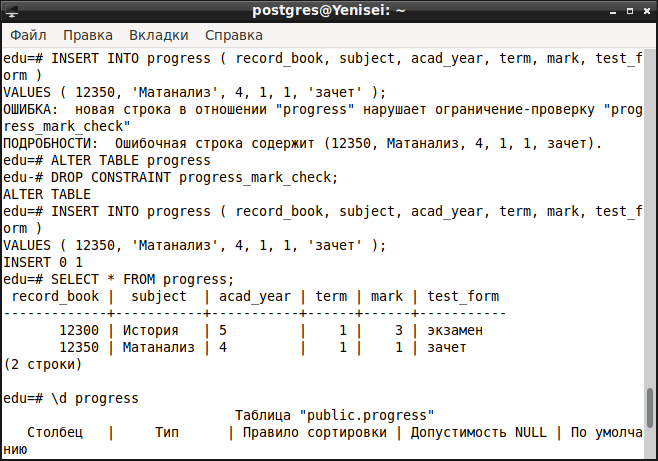 postgres@Yenisei: ~
Файл Правка Вкладки Справка
edu=# INSERT INTO progress ( record_book, subject, acad_year, term, mark, test_f
orm )
VALUES ( 12350, 'Матанализ', 4, 1, 1, 'зачет' );
ОШИБКА:  новая строка в отношении "progress" нарушает ограничение-проверку "prog
ress_mark_check"
ПОДРОБНОСТИ:  Ошибочная строка содержит (12350, Матанализ, 4, 1, 1, зачет).
edu=# ALTER TABLE progress
edu-# DROP CONSTRAINT progress_mark_check;
ALTER TABLE
edu=# INSERT INTO progress ( record_book, subject, acad_year, term, mark, test_f
orm )
VALUES ( 12350, 'Матанализ', 4, 1, 1, 'зачет' );
INSERT 0 1
edu=# SELECT * FROM progress;
 record_book |  subject  | acad_year | term | mark | test_form
-------------+-----------+-----------+------+------+-----------
       12300 | История   | 5         |    1 |    3 | экзамен
       12350 | Матанализ | 4         |    1 |    1 | зачет
(2 строки)
edu=# \d progress
                             Таблица "public.progress"
   Столбец   |     Тип      | Правило сортировки | Допустимость NULL | По умолча
нию